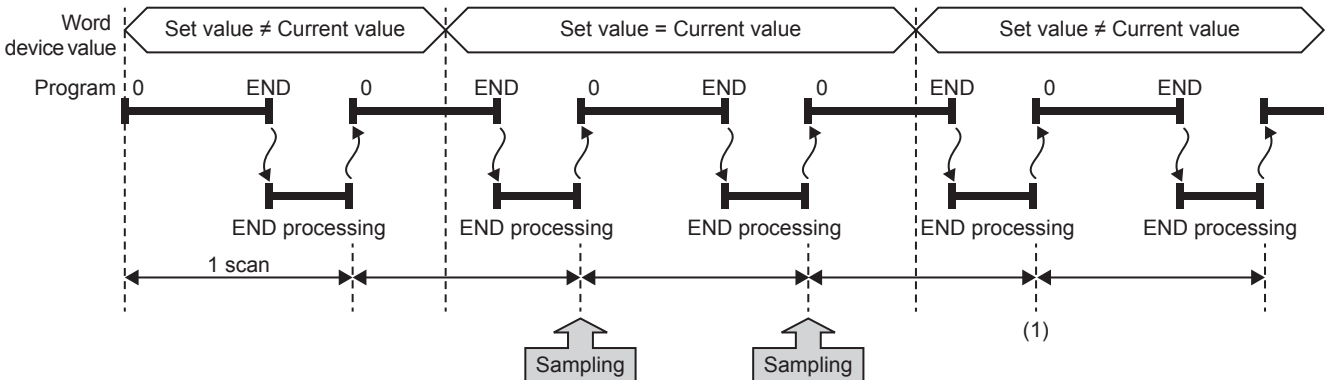 Word
device value
Set value ≠ Current value
Set value = Current value
Set value ≠ Current value
Program 0 END 0 END 0 END 0 END 0 END
END processing END processing END processing END processing END processing
1 scan
(1)
Sampling Sampling